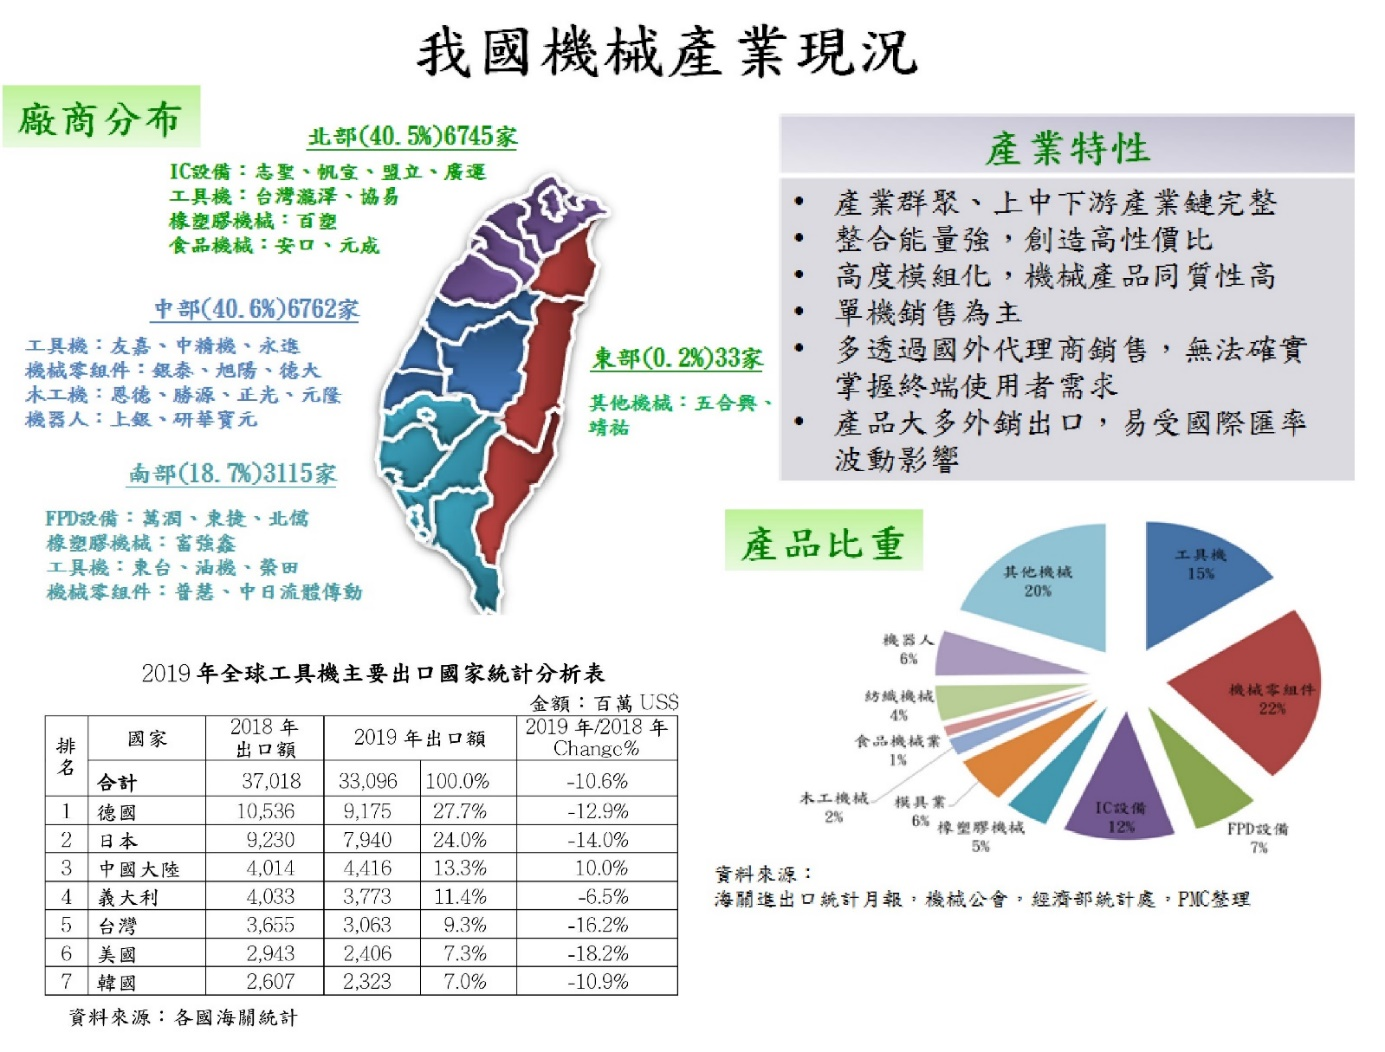 我國機械產業現況
廠商分布
北部(40.5%)6745家
IC設備：志聖、帆宣、盟立、廣運
工具機：台灣瀧澤、協易
橡塑膠機械：百塑
食品機械：安口、元成
中部(40.6%)6762家
工具機：友嘉、中精機、永進
機械零組件：銀泰、旭陽、德大
木工機：恩德、勝源、正光、元隆
機器人：上銀、研華寶元
南部(18.7%)3115家
FPD設備：萬潤、東捷、北儒
橡塑膠機械：富強鑫
工具機：東台、油機、榮田
機械零組件：普慧、中日流體傳動
東部(0.2%)33家
其他機械：五合興、
靖祐
產業特性
• 產業群聚、上中下游產業鏈完整
• 整合能量強，創造高性價比
• 高度模組化，機械產品同質性高
• 單機銷售為主
• 多透過國外代理商銷售，無法確實
掌握終端使用者需求
• 產品大多外銷出口，易受國際匯率
波動影響
產品比重
工具機
15%
機械零組件
22%
FPD設備
7%
IC設備
12%
橡塑膠機械
5%
模具業
6%
木工機械
2%
食品機械業
1%
紡織機械
4%
機器人
6%
其他機械
20%
資料來源：
海關進出口統計月報，機械公會，經濟部統計處，PMC整理
2019 年全球工具機主要出口國家統計分析表
金額：百萬 US$
排名 國家 2018 年出口額 2019 年出口額 2019 年/2018 年 Change%
合計 37,018 33,096 100.0% -10.6%
1 德國 10,536 9,175 27.7% -12.9%
2 日本 9,230 7,940 24.0% -14.0%
3 中國大陸 4,014 4,416 13.3% 10.0%
4 義大利 4,033 3,773 11.4% -6.5%
5 台灣 3,655 3,063 9.3% -16.2%
6 美國 2,943 2,406 7.3% -18.2%
7 韓國 2,607 2,323 7.0% -10.9%
資料來源：各國海關統計